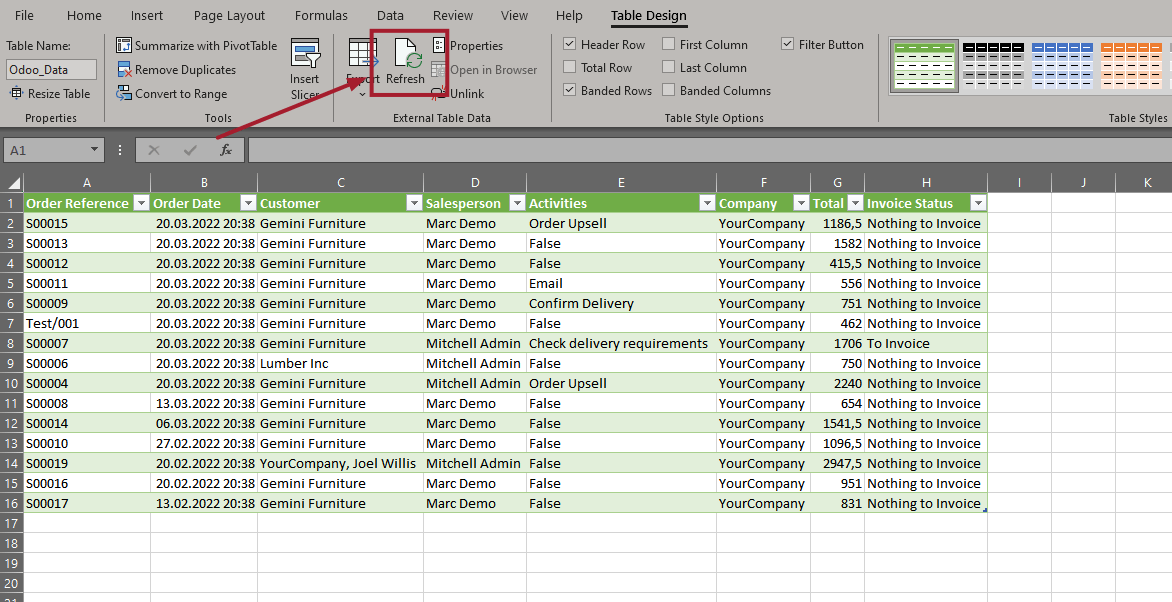 File Home Insert Page Layout Formulas Data Review View Help Table Design
Table Name: Summarize with PivotTable Properties Header Row First Column Filter Button
Odoo_Data Remove Duplicates Insert Slicer Export Refresh Open in Browser Total Row Last Column
Resize Table Convert to Range Unlink Banded Rows Banded Columns
Properties Tools External Table Data Table Style Options Table Styles
A1 fx
A B C D E F G H I J K
1 Order Reference Order Date Customer Salesperson Activities Company Total Invoice Status
2 S00015 20.03.2022 20:38 Gemini Furniture Marc Demo Order Upsell YourCompany 1186,5 Nothing to Invoice
3 S00013 20.03.2022 20:38 Gemini Furniture Marc Demo False YourCompany 1582 Nothing to Invoice
4 S00012 20.03.2022 20:38 Gemini Furniture Marc Demo False YourCompany 415,5 Nothing to Invoice
5 S00011 20.03.2022 20:38 Gemini Furniture Marc Demo Email YourCompany 556 Nothing to Invoice
6 S00009 20.03.2022 20:38 Gemini Furniture Marc Demo Confirm Delivery YourCompany 751 Nothing to Invoice
7 Test/001 20.03.2022 20:38 Gemini Furniture Marc Demo False YourCompany 462 Nothing to Invoice
8 S00007 20.03.2022 20:38 Gemini Furniture Mitchell Admin Check delivery requirements YourCompany 1706 To Invoice
9 S00006 20.03.2022 20:38 Lumber Inc Marc Demo False YourCompany 750 Nothing to Invoice
10 S00004 20.03.2022 20:38 Gemini Furniture Mitchell Admin Order Upsell YourCompany 2240 Nothing to Invoice
11 S00008 13.03.2022 20:38 Gemini Furniture Marc Demo False YourCompany 654 Nothing to Invoice
12 S00014 06.03.2022 20:38 Gemini Furniture Marc Demo False YourCompany 1541,5 Nothing to Invoice
13 S00010 27.02.2022 20:38 Gemini Furniture Marc Demo False YourCompany 1096,5 Nothing to Invoice
14 S00019 20.02.2022 20:38 YourCompany, Joel Willis Mitchell Admin False YourCompany 2947,5 Nothing to Invoice
15 S00016 20.02.2022 20:38 Gemini Furniture Marc Demo False YourCompany 951 Nothing to Invoice
16 S00017 13.02.2022 20:38 Gemini Furniture Marc Demo False YourCompany 831 Nothing to Invoice
17
18
19
20
21